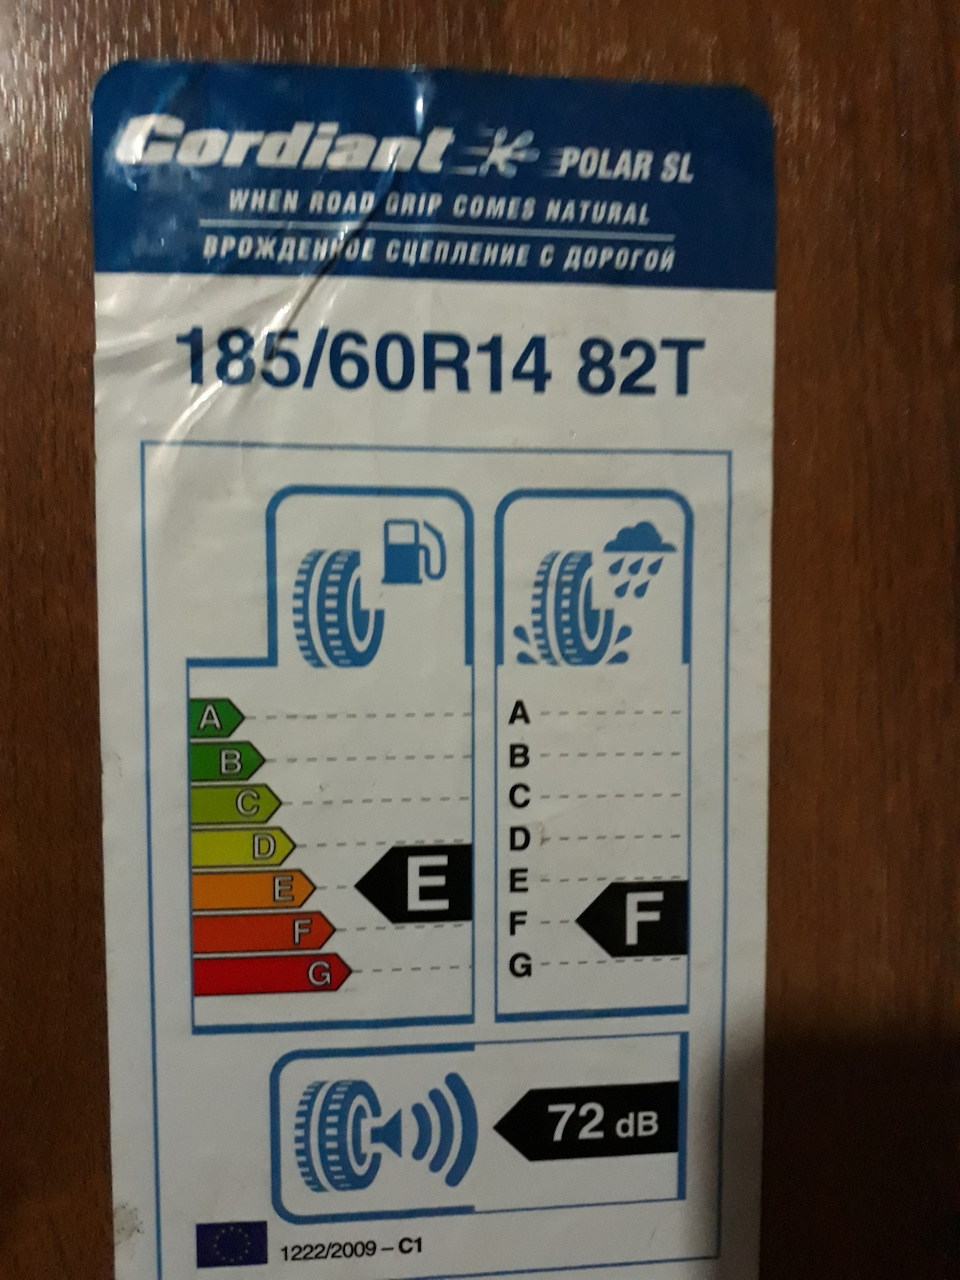 Cordiant POLAR SL
WHEN ROAD GRIP COMES NATURAL
ВРОЖДЕННОЕ СЦЕПЛЕНИЕ С ДОРОГОЙ
185/60R14 82T
A
B
C
D
E
F
G
E
A
B
C
D
E
F
G
F
72 dB
1222/2009 – C1